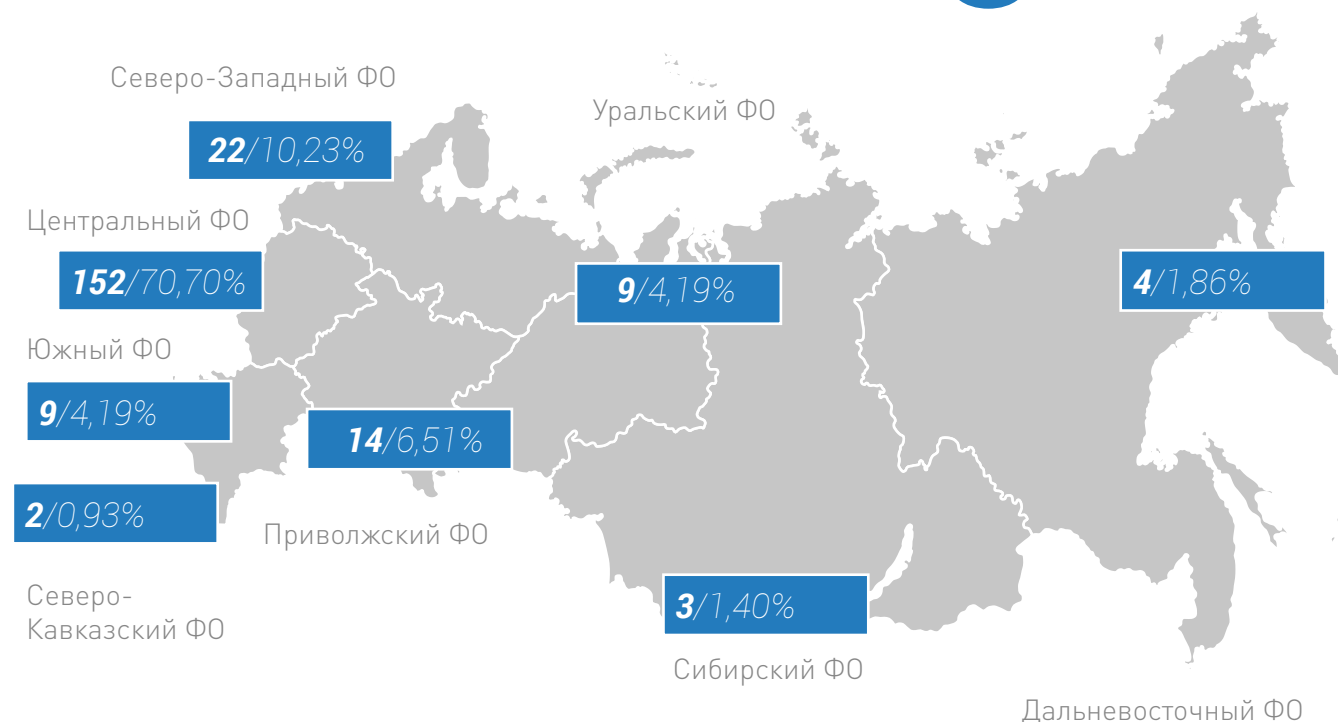 Северо-Западный ФО
22/10,23%
Уральский ФО
9/4,19%
Центральный ФО
152/70,70%
4/1,86%
Южный ФО
9/4,19%
14/6,51%
Приволжский ФО
2/0,93%
Северо-
Кавказский ФО
3/1,40%
Сибирский ФО
Дальневосточный ФО